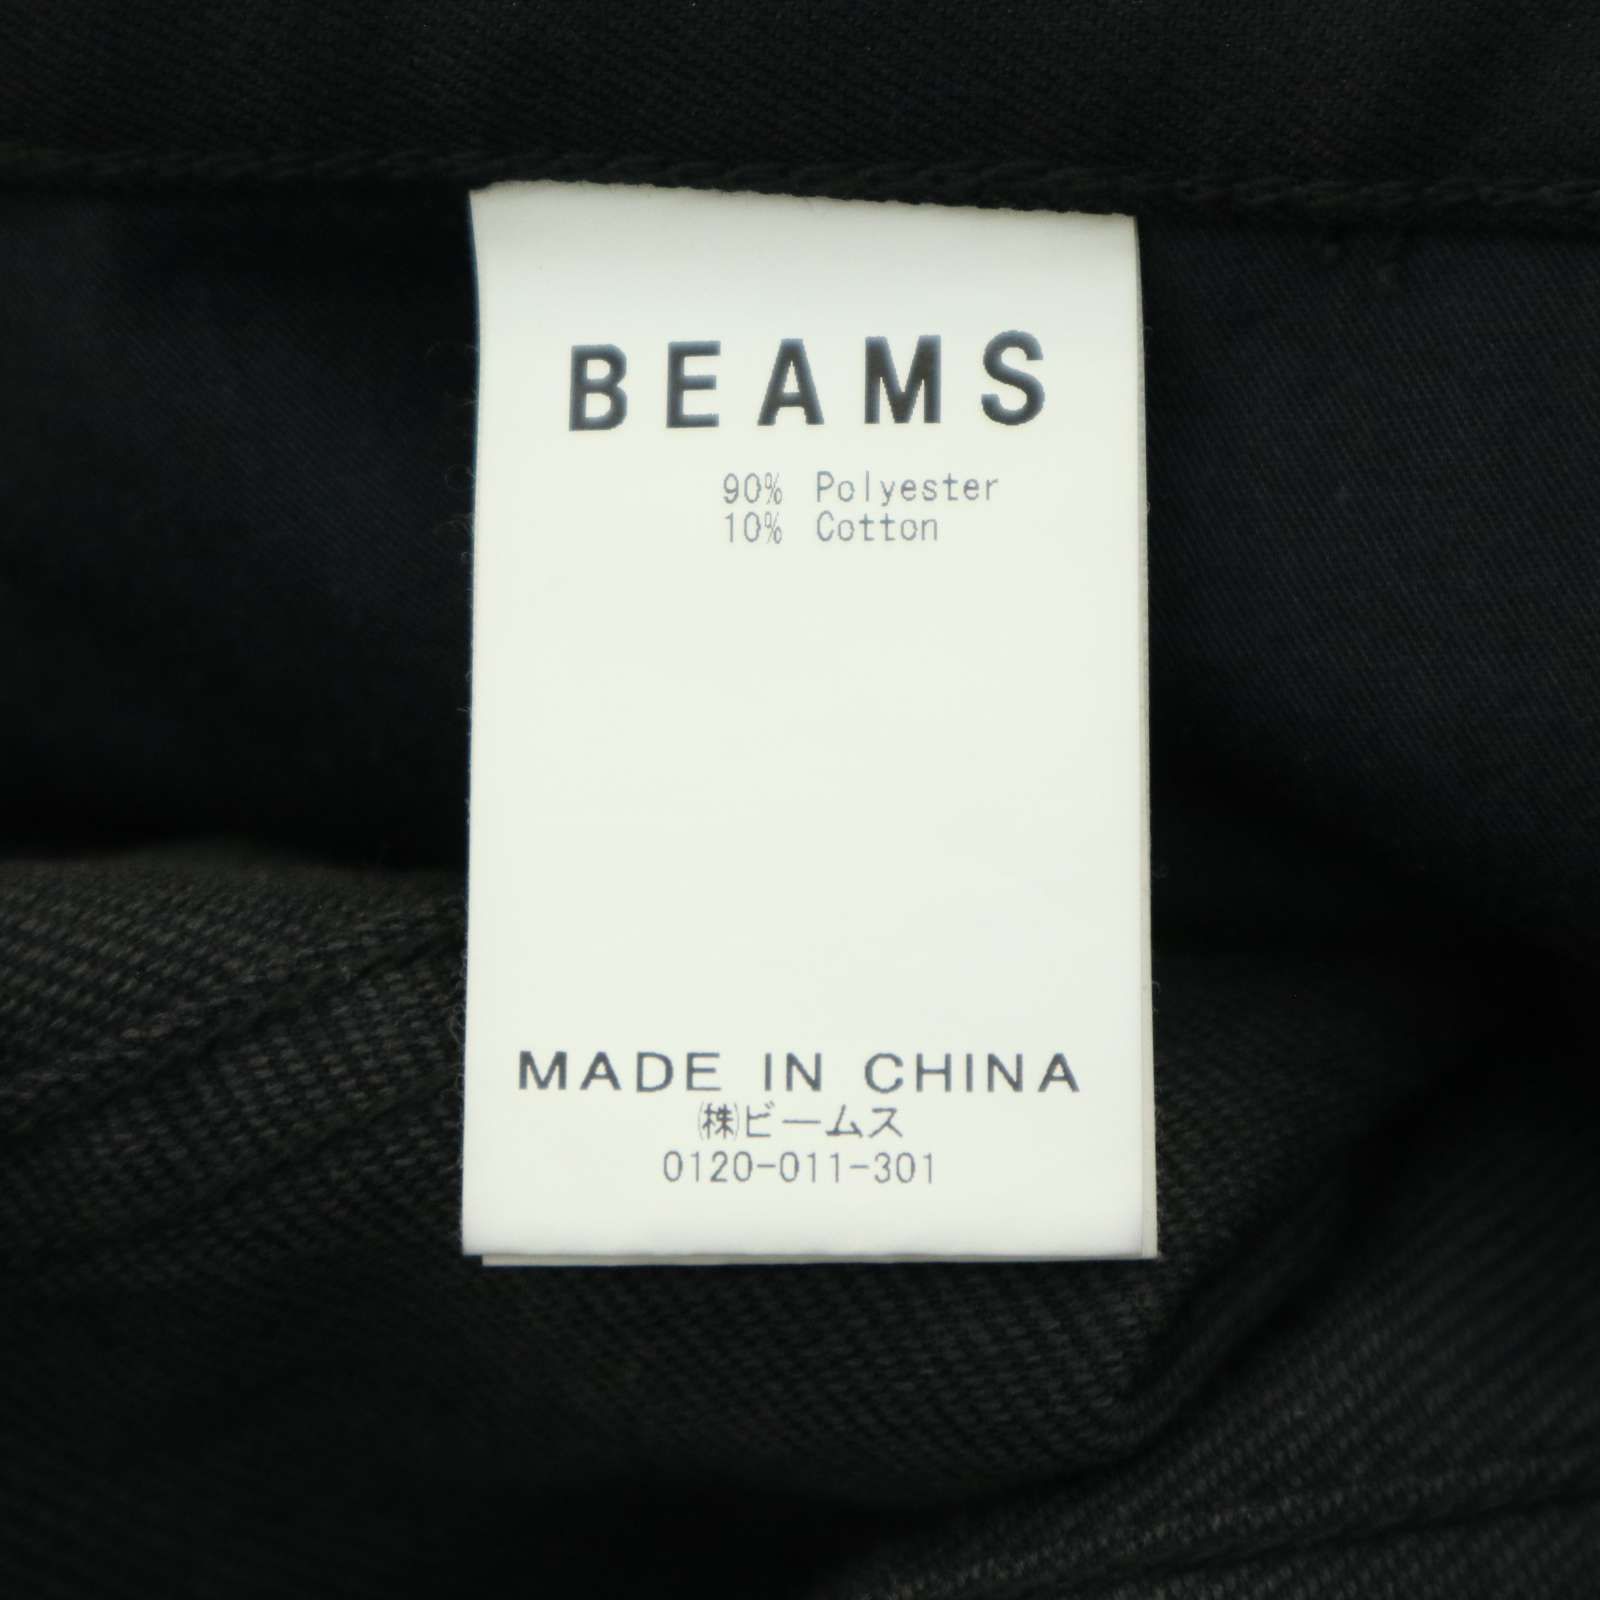 BEAMS
90% Polyester
10% Cotton
MADE IN CHINA
㈱ビームス
0120-011-301